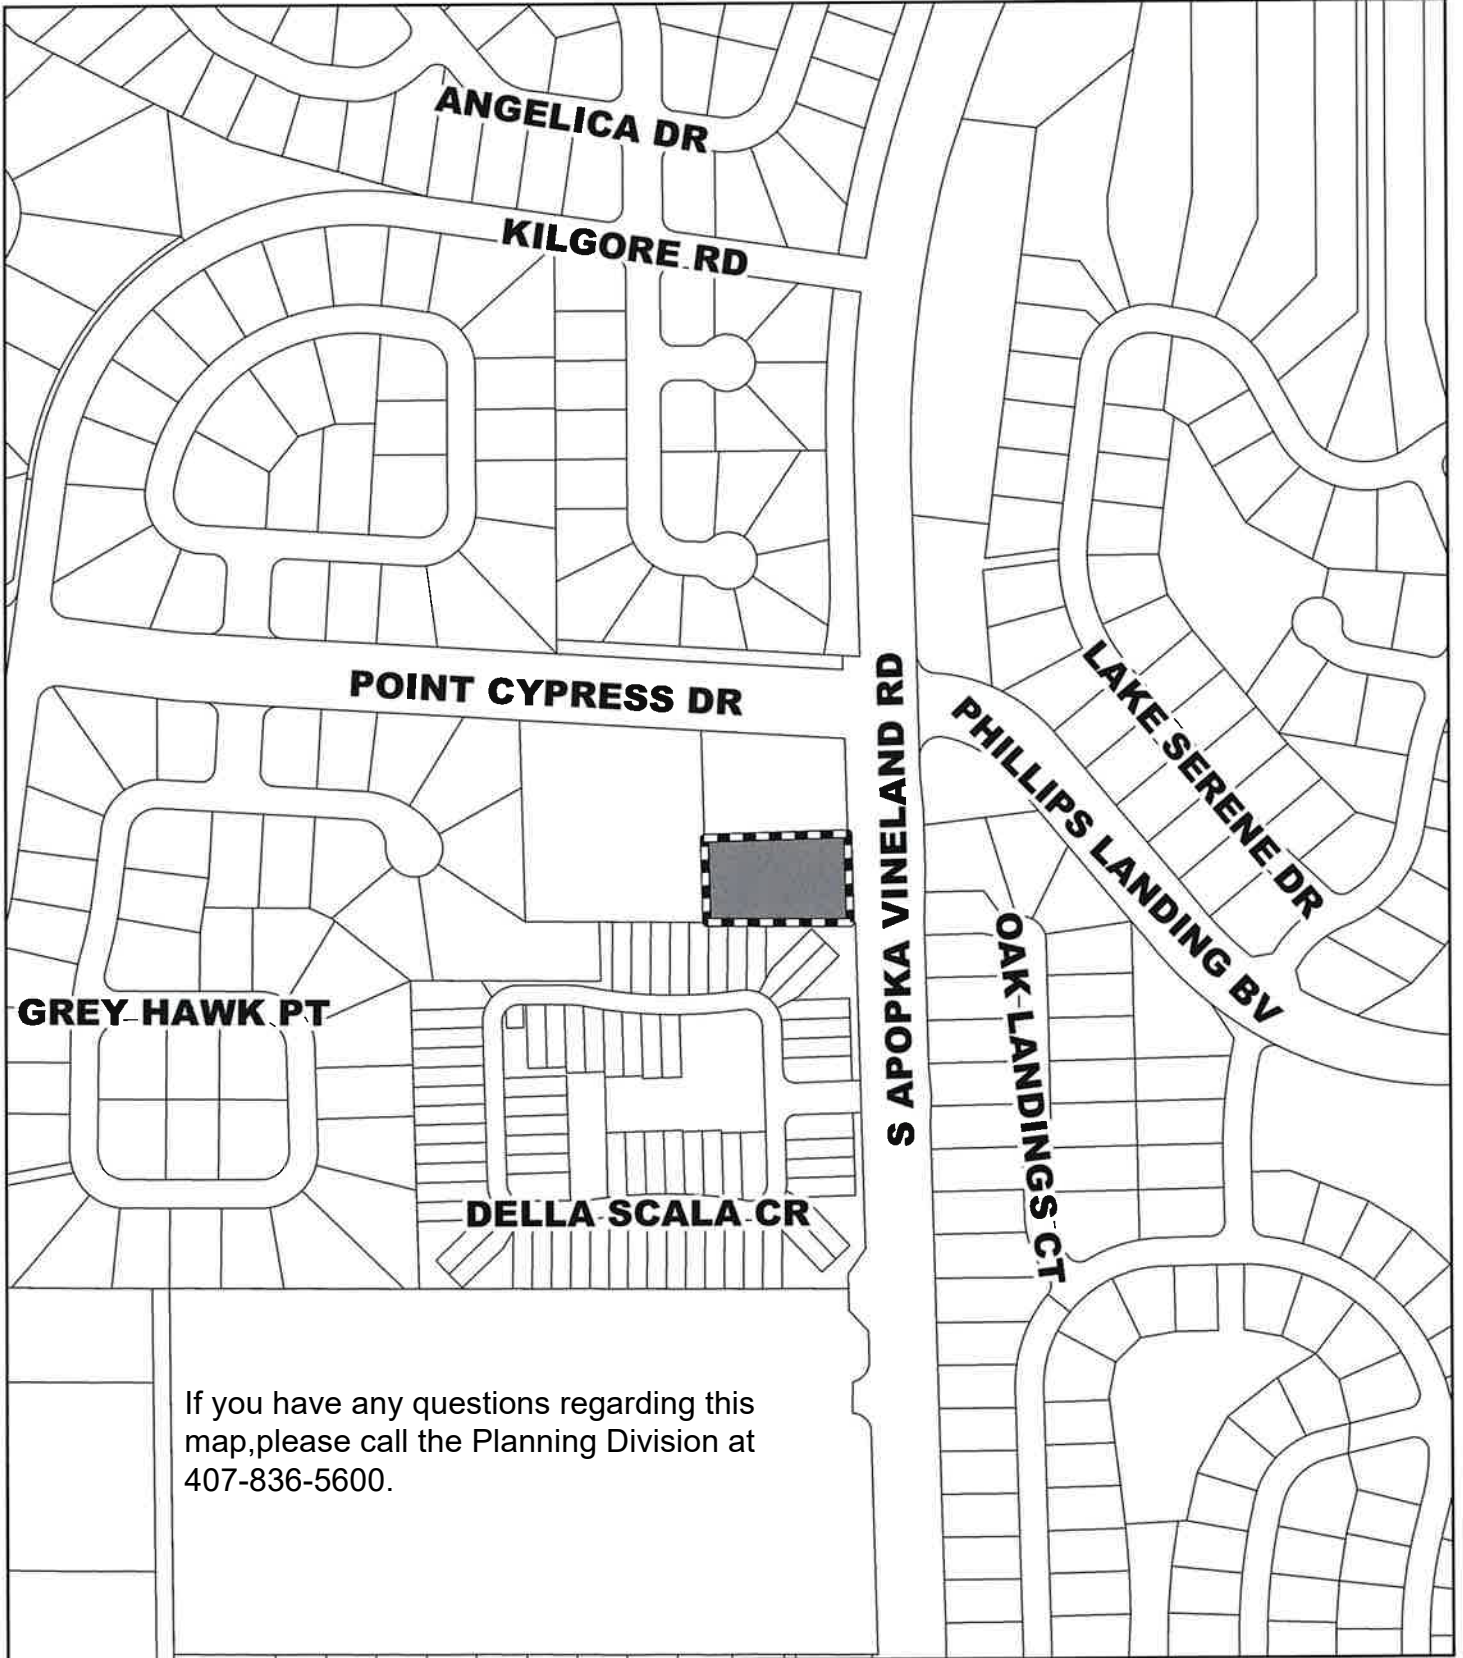 ANGELICA DR
KILGORE RD
POINT CYPRESS DR
S APOPKA VINELAND RD
LAKE SERENE DR
PHILLIPS LANDING BV
OAK LANDINGS CT
GREY HAWK PT
DELLA SCALA CR
If you have any questions regarding this
map,please call the Planning Division at
407-836-5600.